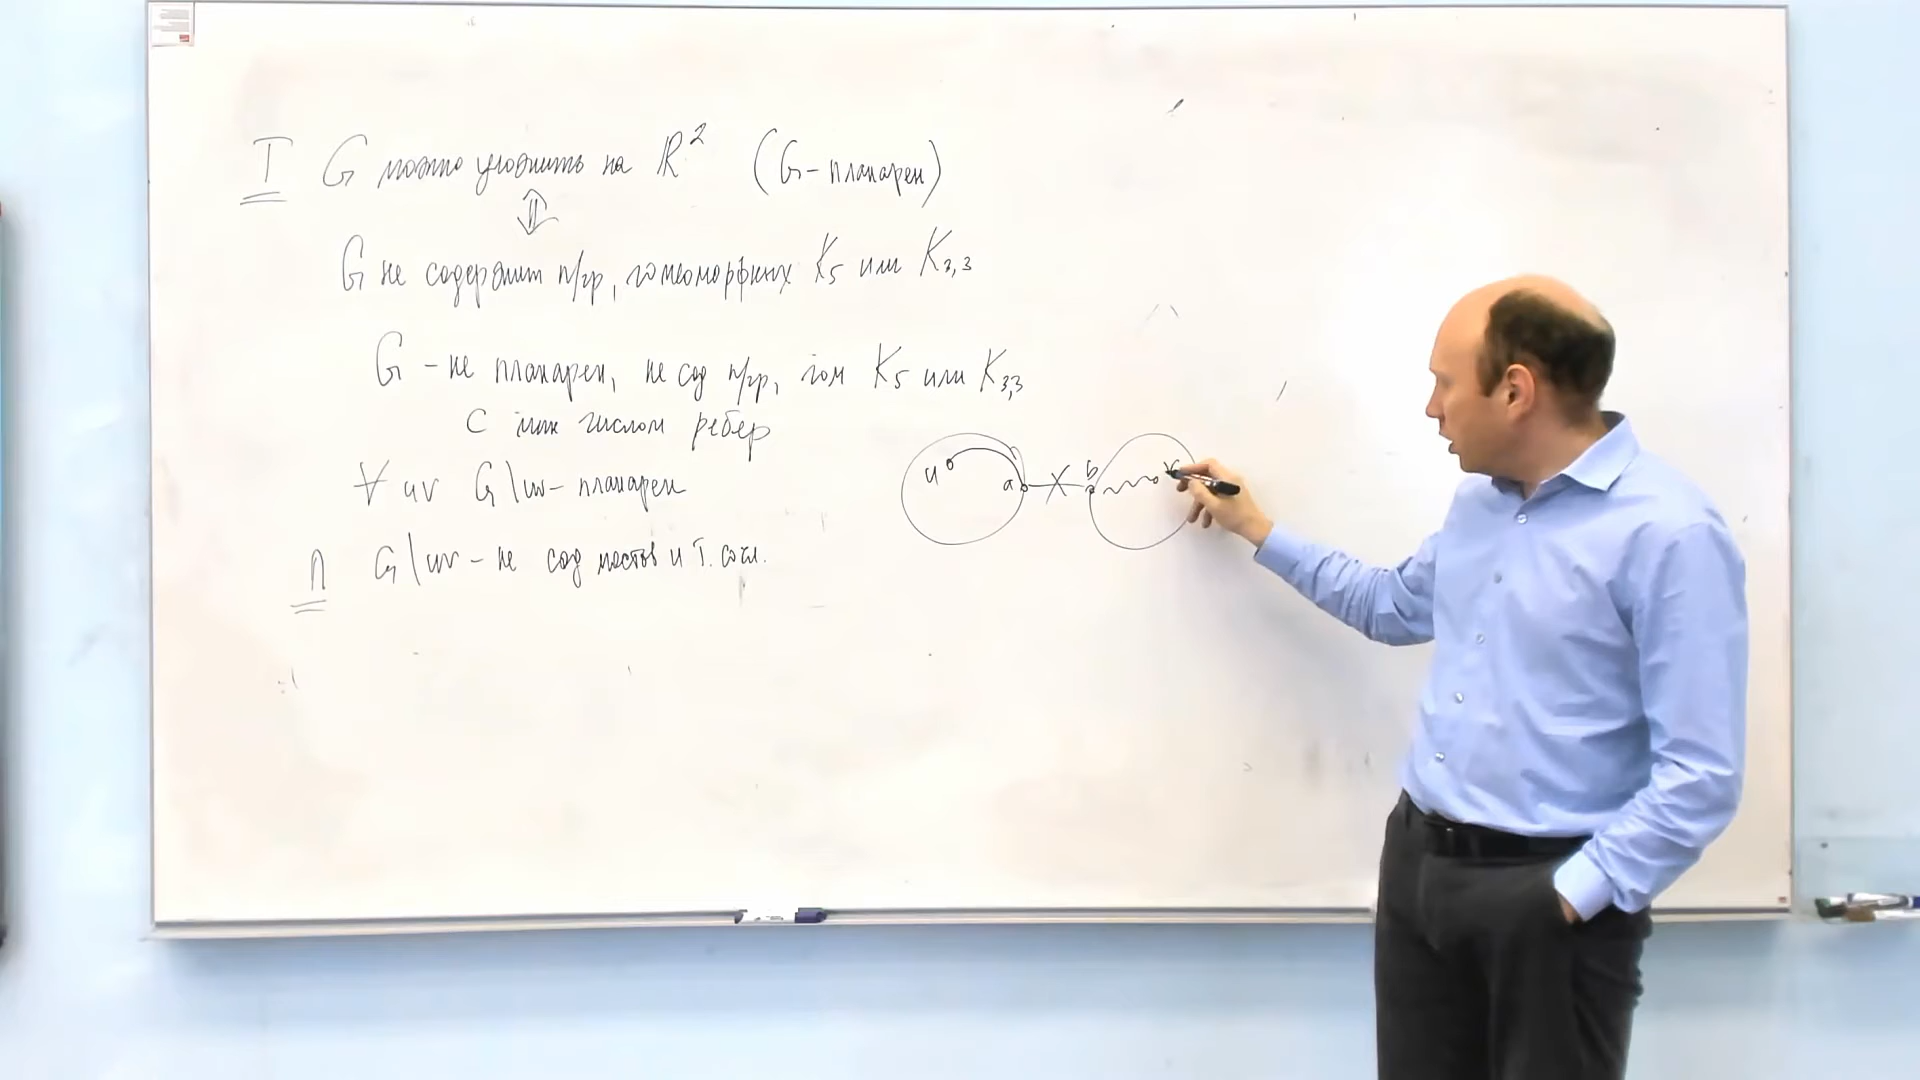 Т G можно уложить на R² (G-планарен)
⇕
G не содержит п/гр, гомеоморфных K₅ или K₃,₃
G - не планарен, не сод п/гр, гом K₅ или K₃,₃
с мин числом ребер
∀ uv G\uv - планарен
Л G\uv - не сод мостов и т. сочл.
u a b v